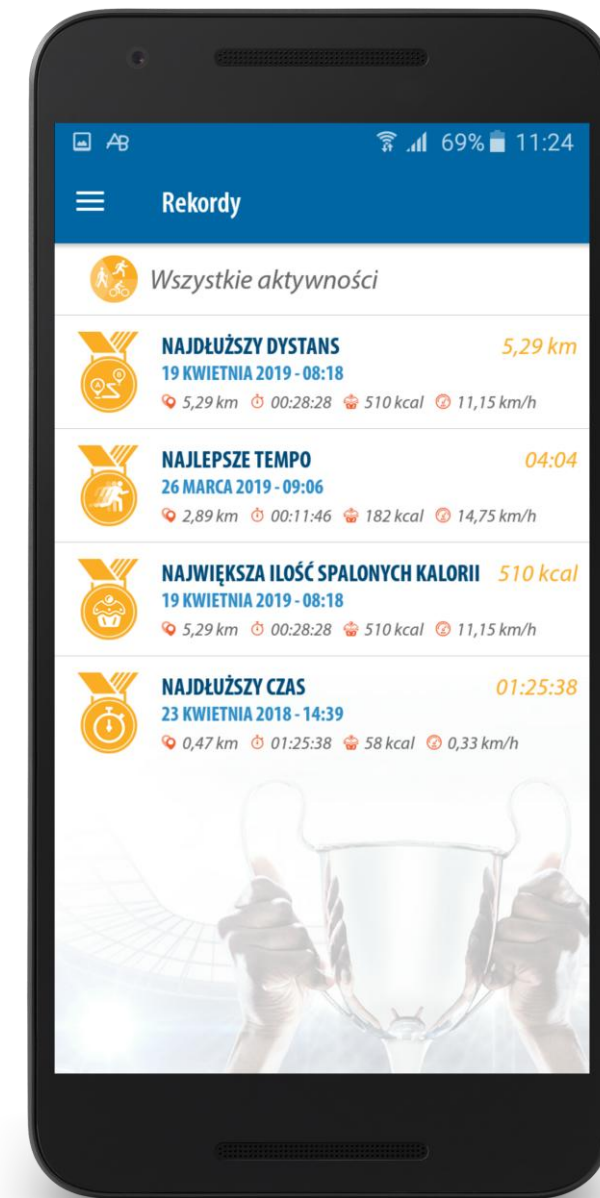 AB 69% 11:24
Rekordy
Wszystkie aktywności
NAJDŁUŻSZY DYSTANS 5,29 km
19 KWIETNIA 2019 - 08:18
5,29 km 00:28:28 510 kcal 11,15 km/h
NAJLEPSZE TEMPO 04:04
26 MARCA 2019 - 09:06
2,89 km 00:11:46 182 kcal 14,75 km/h
NAJWIĘKSZA ILOŚĆ SPALONYCH KALORII 510 kcal
19 KWIETNIA 2019 - 08:18
5,29 km 00:28:28 510 kcal 11,15 km/h
NAJDŁUŻSZY CZAS 01:25:38
23 KWIETNIA 2018 - 14:39
0,47 km 01:25:38 58 kcal 0,33 km/h